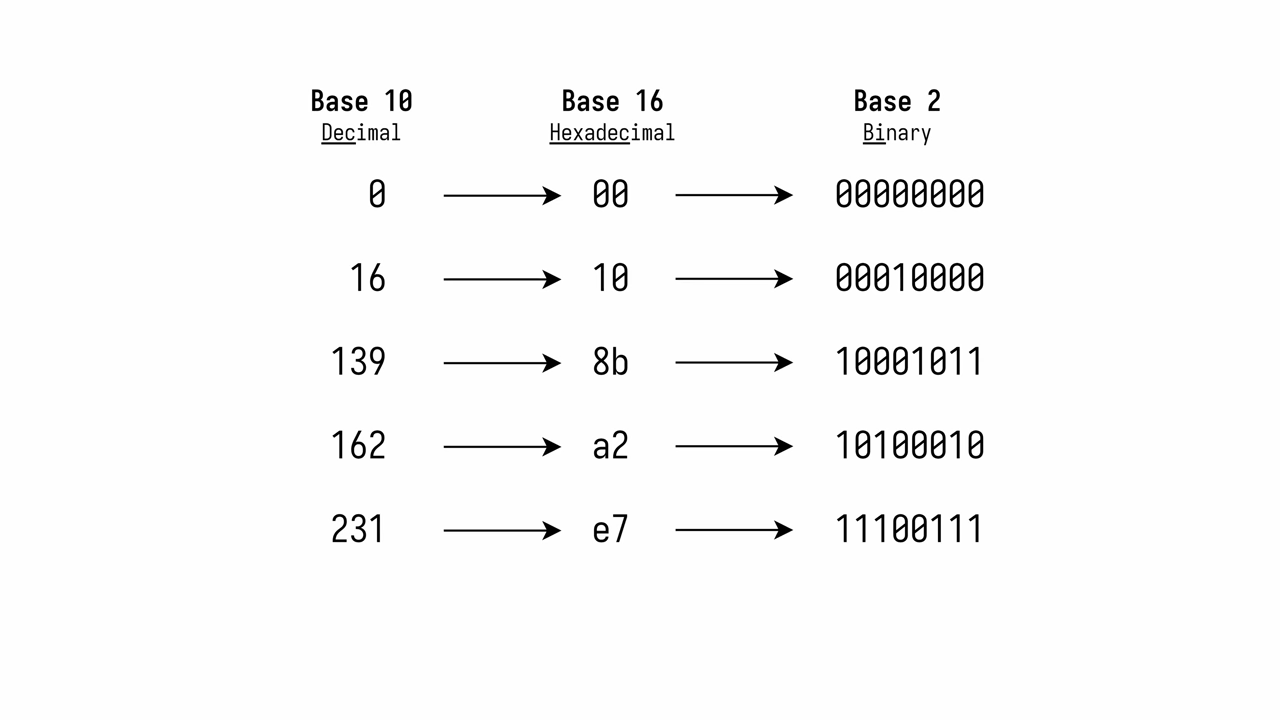 Base 10 Base 16 Base 2
Decimal Hexadecimal Binary
0 00 00000000
16 10 00010000
139 8b 10001011
162 a2 10100010
231 e7 11100111